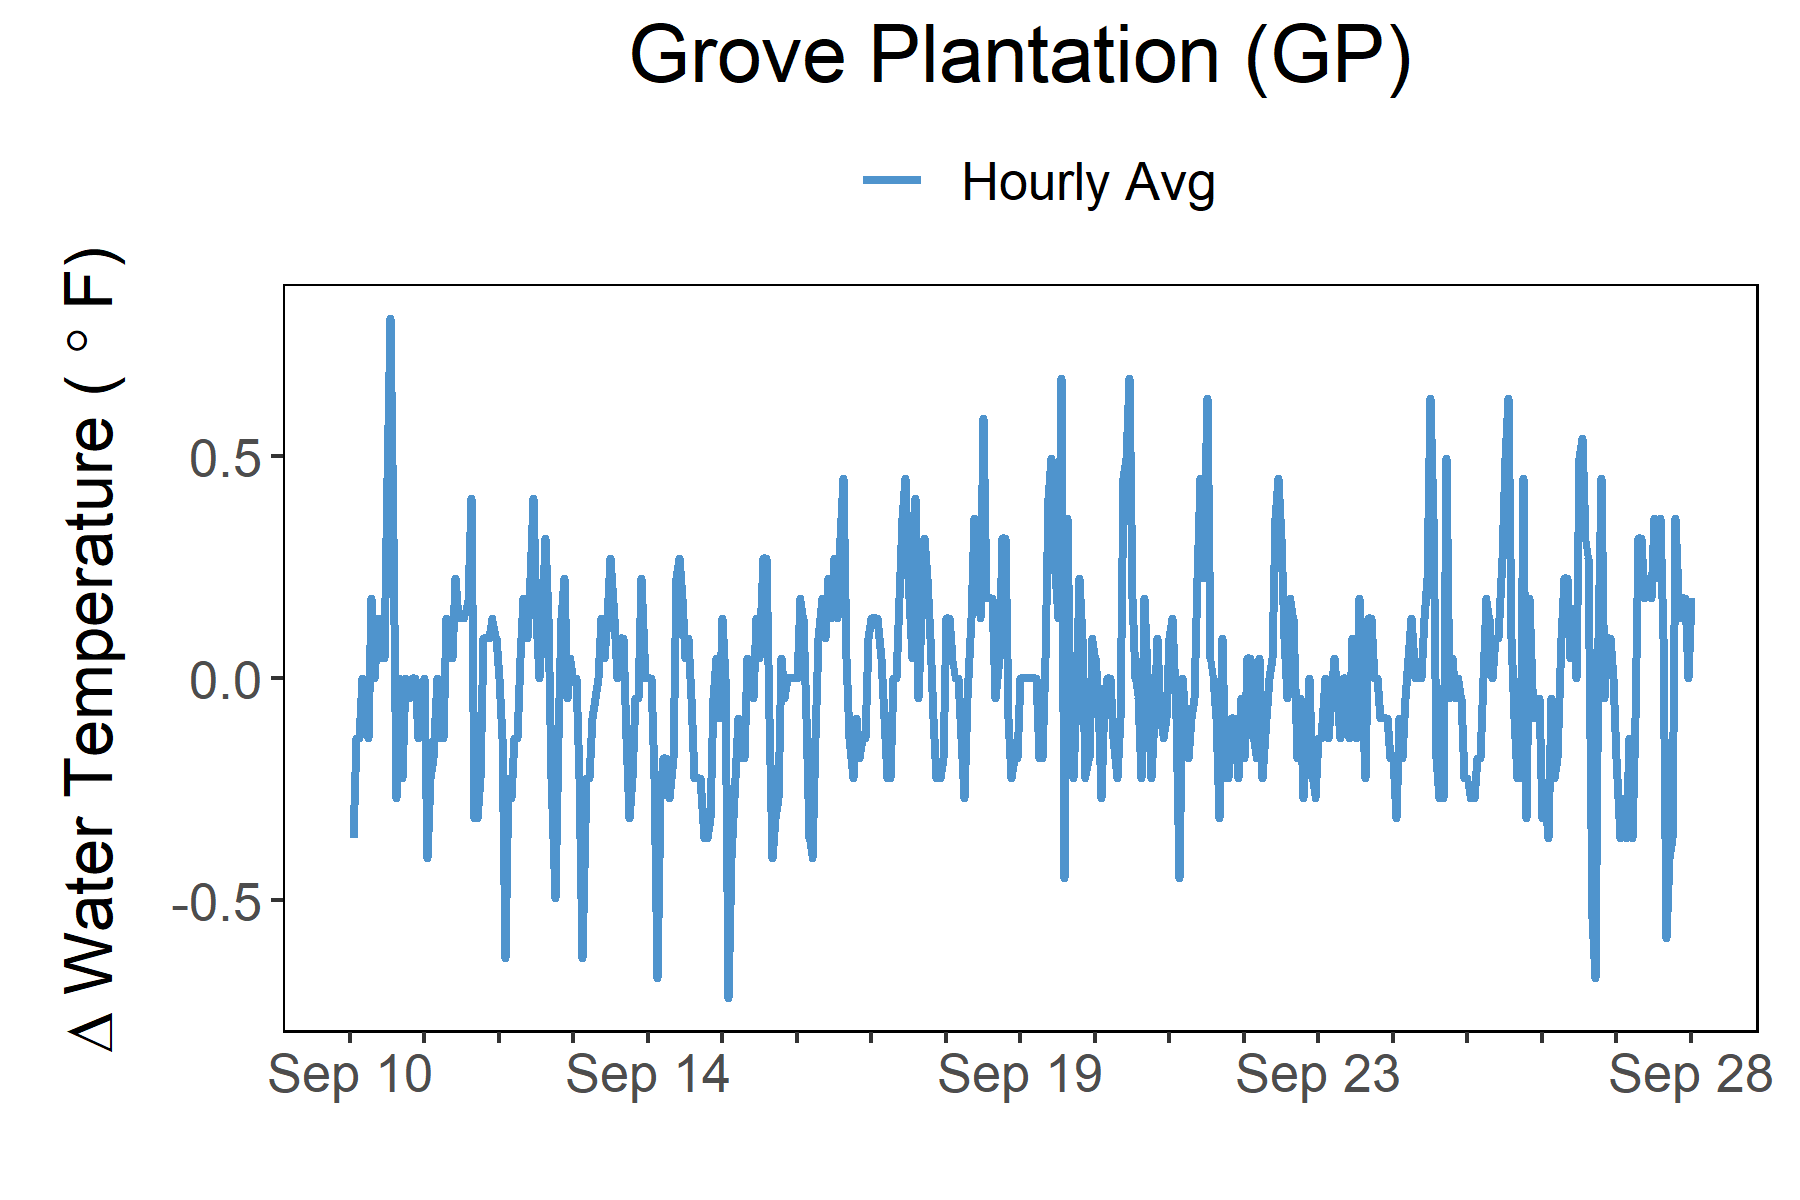 Grove Plantation (GP)
Hourly Avg
Δ Water Temperature ( ° F)
0.5
0.0
-0.5
Sep 10
Sep 14
Sep 19
Sep 23
Sep 28